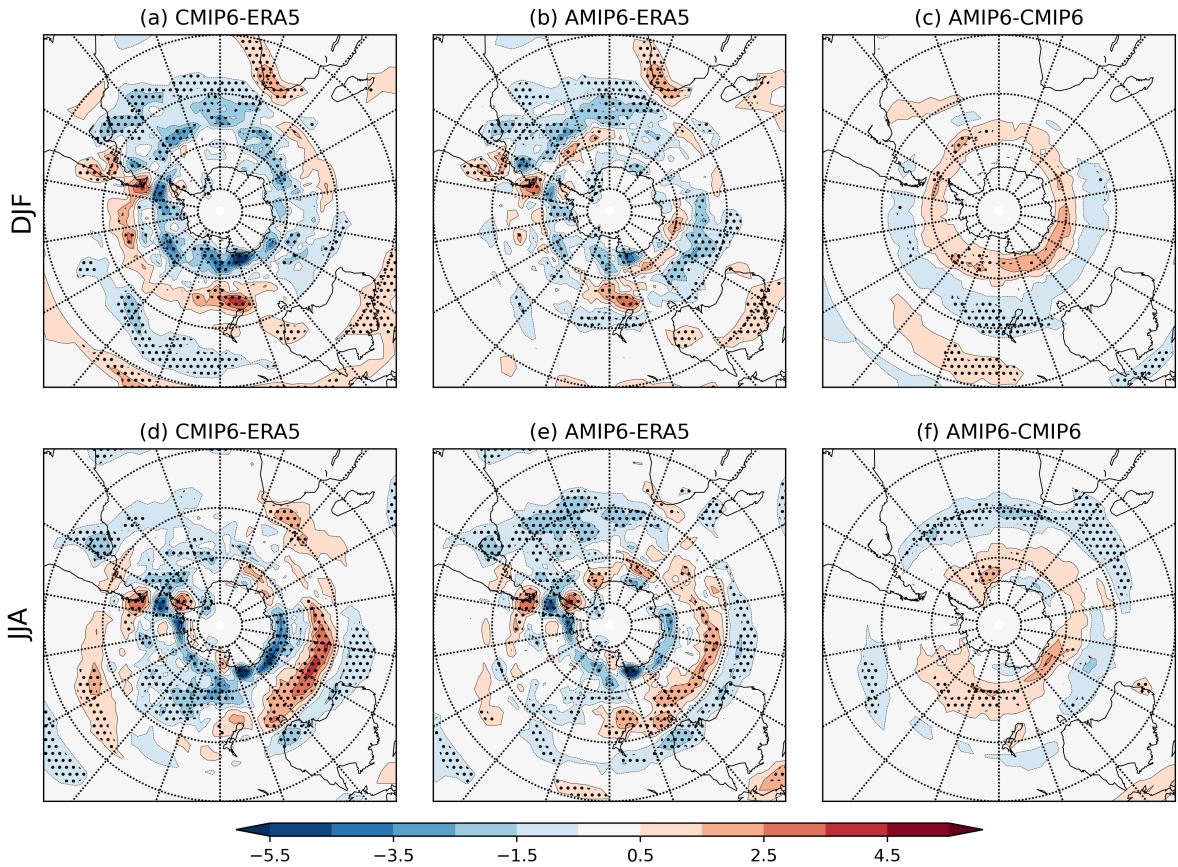 (a) CMIP6-ERA5
(b) AMIP6-ERA5
(c) AMIP6-CMIP6
DJF
(d) CMIP6-ERA5
(e) AMIP6-ERA5
(f) AMIP6-CMIP6
JJA
−5.5 −3.5 −1.5 0.5 2.5 4.5